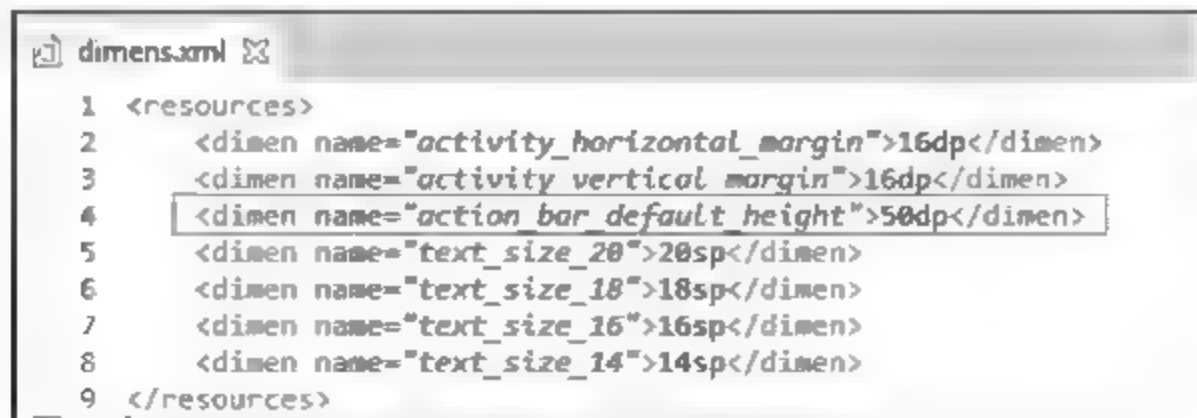 dimens.xml
1 <resources>
2 <dimen name="activity_horizontal_margin">16dp</dimen>
3 <dimen name="activity_vertical_margin">16dp</dimen>
4 <dimen name="action_bar_default_height">50dp</dimen>
5 <dimen name="text_size_20">20sp</dimen>
6 <dimen name="text_size_18">18sp</dimen>
7 <dimen name="text_size_16">16sp</dimen>
8 <dimen name="text_size_14">14sp</dimen>
9 </resources>